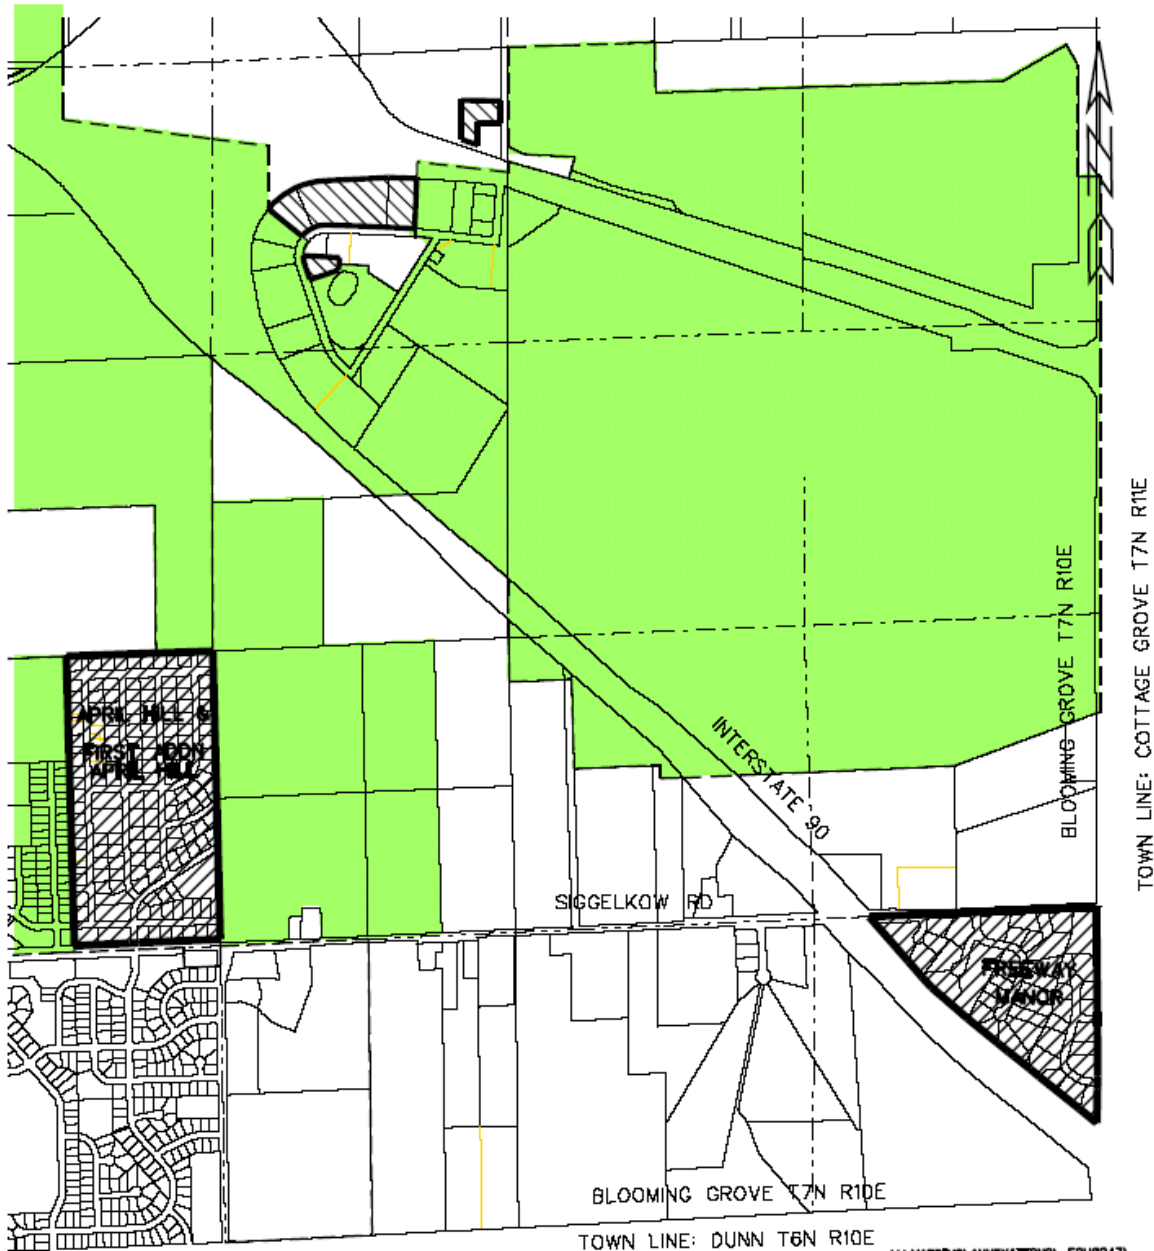 TOWN LINE: COTTAGE GROVE T7N R11E
BLOOMING GROVE T7N R10E
APRIL HILL &
FIRST ADDN
APRIL HILL
INTERSTATE 90
SIGGELKOW RD
FREEWAY
MANOR
BLOOMING GROVE T7N R10E
TOWN LINE: DUNN T6N R10E